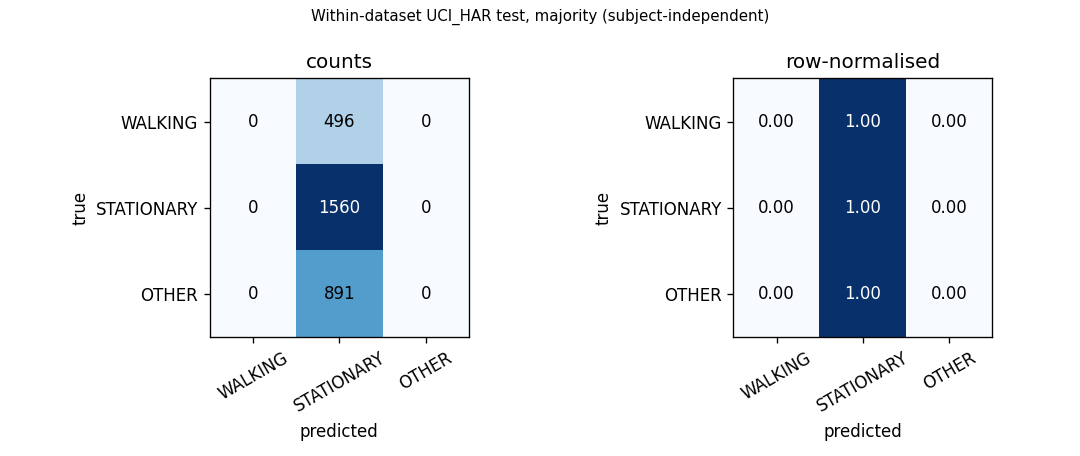 Within-dataset UCI_HAR test, majority (subject-independent)
counts
WALKING 0 496 0
STATIONARY 0 1560 0
OTHER 0 891 0
true
WALKING STATIONARY OTHER
predicted
row-normalised
WALKING 0.00 1.00 0.00
STATIONARY 0.00 1.00 0.00
OTHER 0.00 1.00 0.00
true
WALKING STATIONARY OTHER
predicted